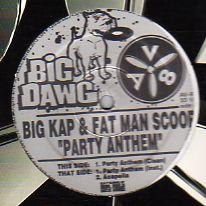 BIG
DAWG
A V 8
BIG KAP & FAT MAN SCOOP
"PARTY ANTHEM"
THIS SIDE: 1. Party Anthem (Clean)
THAT SIDE: 1. Party Anthem (Inst.)
2. Acapella